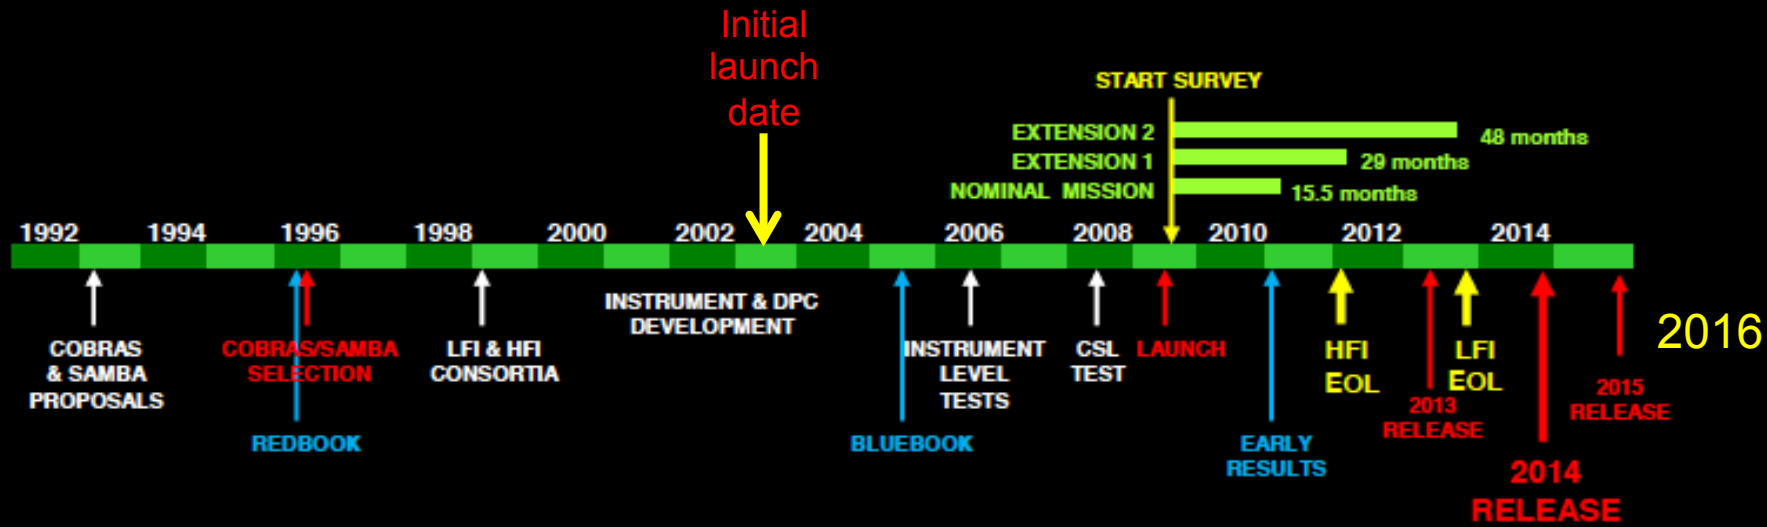 Initial
launch
date
START SURVEY
EXTENSION 2
48 months
EXTENSION 1
29 months
NOMINAL MISSION
15.5 months
1992 1994 1996 1998 2000 2002 2004 2006 2008 2010 2012 2014
COBRAS
& SAMBA
PROPOSALS
COBRAS/SAMBA
SELECTION
REDBOOK
LFI & HFI
CONSORTIA
INSTRUMENT & DPC
DEVELOPMENT
BLUEBOOK
INSTRUMENT
LEVEL
TESTS
CSL
TEST
LAUNCH
EARLY
RESULTS
HFI
EOL
2013
RELEASE
LFI
EOL
2014
RELEASE
2015
RELEASE
2016